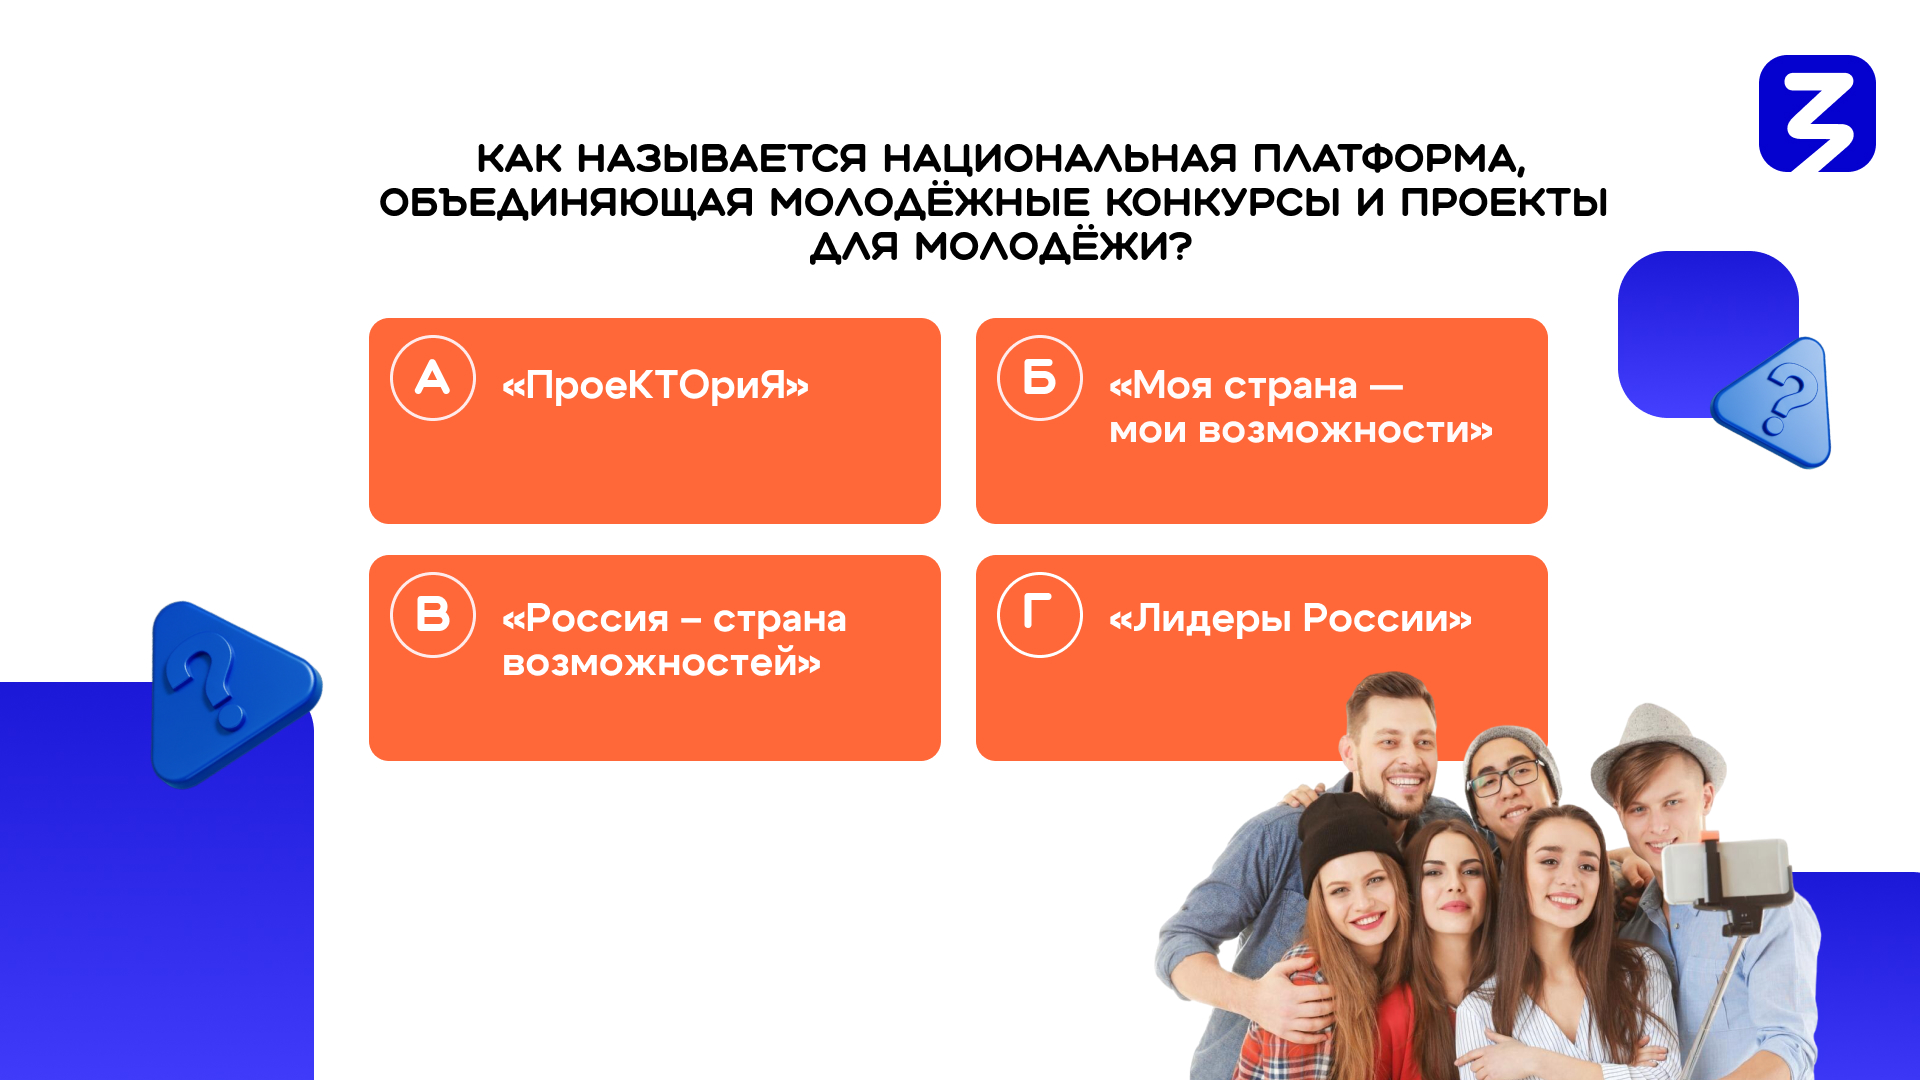 КАК НАЗЫВАЕТСЯ НАЦИОНАЛЬНАЯ ПЛАТФОРМА,
ОБЪЕДИНЯЮЩАЯ МОЛОДЁЖНЫЕ КОНКУРСЫ И ПРОЕКТЫ
ДЛЯ МОЛОДЁЖИ?
А
«ПроеКТОриЯ»
Б
«Моя страна —
мои возможности»
В
«Россия – страна
возможностей»
Г
«Лидеры России»
?
?